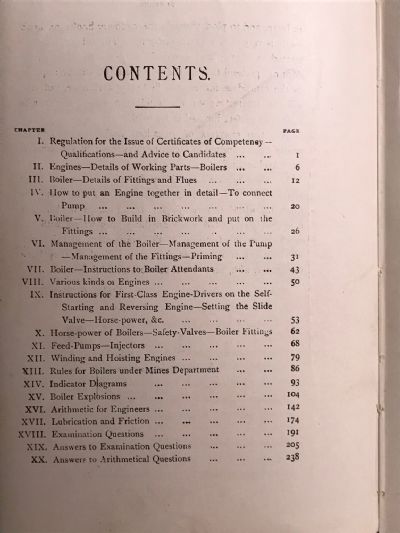 CONTENTS.
CHAPTER PAGE
I. Regulation for the Issue of Certificates of Competency—
Qualifications—and Advice to Candidates ... ... 1
II. Engines—Details of Working Parts—Boilers ... ... 6
III. Boiler—Details of Fittings and Flues ... ... ... 12
IV. How to put an Engine together in detail—To connect
Pump ... ... ... ... ... ... ... ... 20
V. Boiler—How to Build in Brickwork and put on the
Fittings ... ... ... ... ... ... ... 26
VI. Management of the Boiler—Management of the Pump
—Management of the Fittings—Priming ... ... 31
VII. Boiler—Instructions to Boiler Attendants ... ... 43
VIII. Various kinds of Engines ... ... ... ... ... 50
IX. Instructions for First-Class Engine-Drivers on the Self-
Starting and Reversing Engine—Setting the Slide
Valve—Horse-power, &c. ... ... ... ... ... 53
X. Horse-power of Boilers—Safety-Valves—Boiler Fittings 62
XI. Feed-Pumps—Injectors ... ... ... ... ... 68
XII. Winding and Hoisting Engines ... ... ... ... 79
XIII. Rules for Boilers under Mines Department ... ... 86
XIV. Indicator Diagrams ... ... ... ... ... 93
XV. Boiler Explosions ... ... ... ... ... ... 104
XVI. Arithmetic for Engineers ... ... ... ... ... 142
XVII. Lubrication and Friction ... ... ... ... ... 174
XVIII. Examination Questions ... ... ... ... ... 191
XIX. Answers to Examination Questions ... ... ... 205
XX. Answers to Arithmetical Questions ... ... ... 238